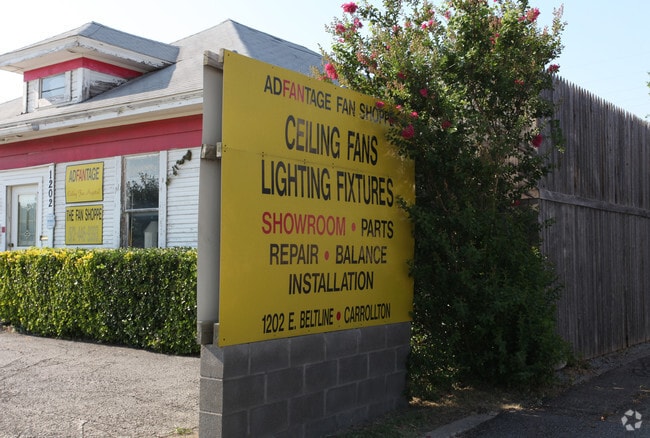 ADFANTAGE FAN SHOPPE
CEILING FANS
LIGHTING FIXTURES
SHOWROOM • PARTS
REPAIR • BALANCE
INSTALLATION
1202 E. BELTLINE • CARROLLTON
1202
ADFANTAGE
THE FAN SHOPPE